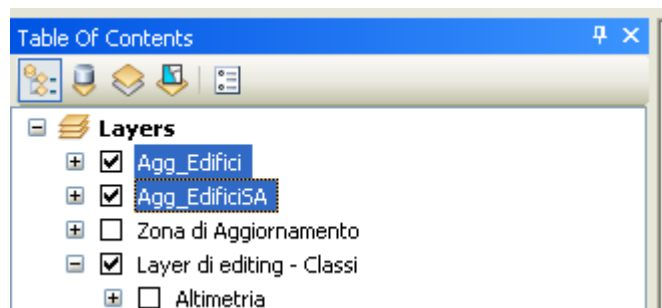 Table Of Contents
Layers
Agg_Edifici
Agg_EdificiSA
Zona di Aggiornamento
Layer di editing - Classi
Altimetria